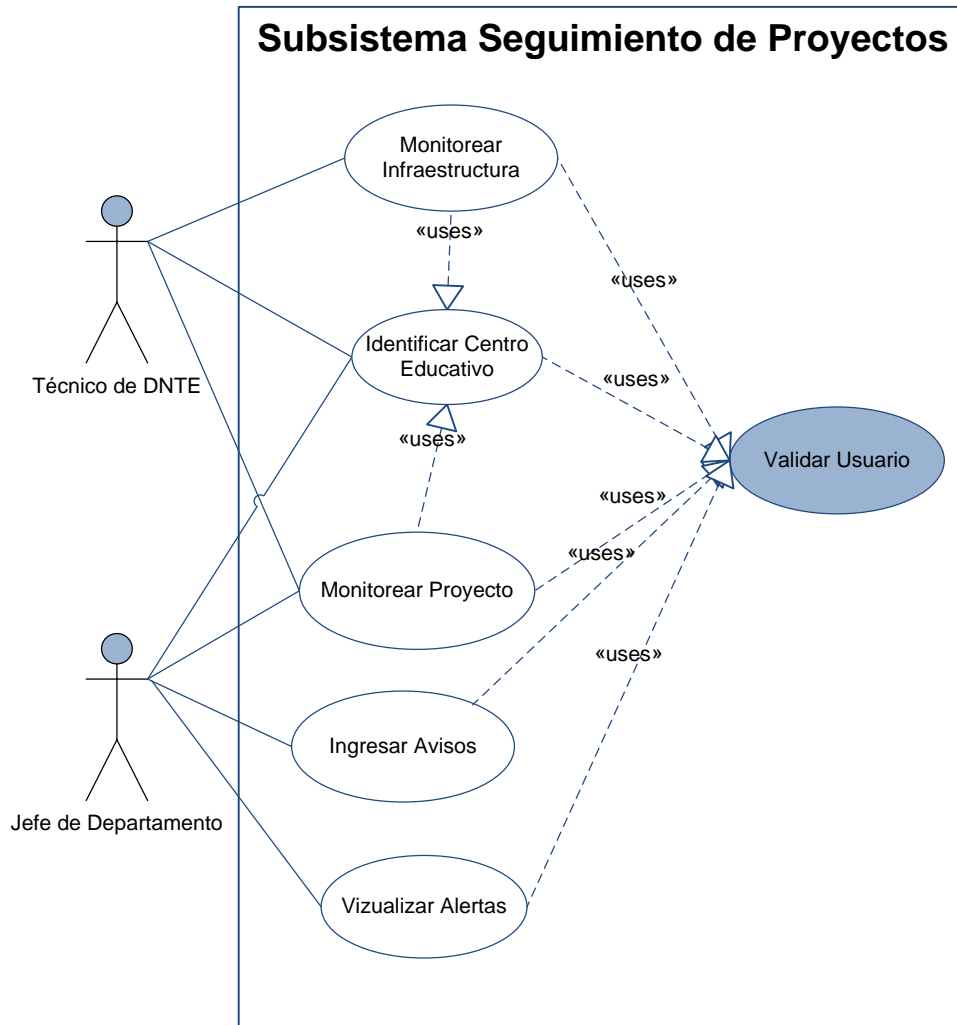 Subsistema Seguimiento de Proyectos
Monitorear
Infraestructura
«uses»
«uses»
Identificar Centro
Educativo
Técnico de DNTE
«uses»
«uses»
Validar Usuario
«uses»
«uses»
Monitorear Proyecto
«uses»
Ingresar Avisos
Jefe de Departamento
Vizualizar Alertas